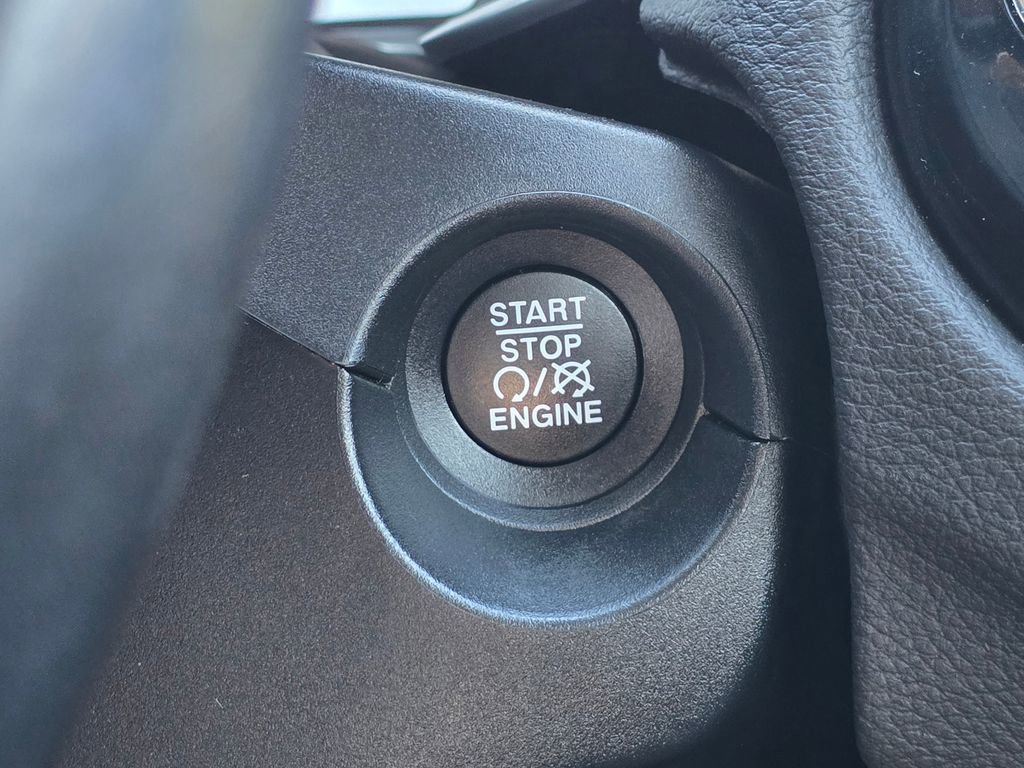 START
STOP
/
ENGINE